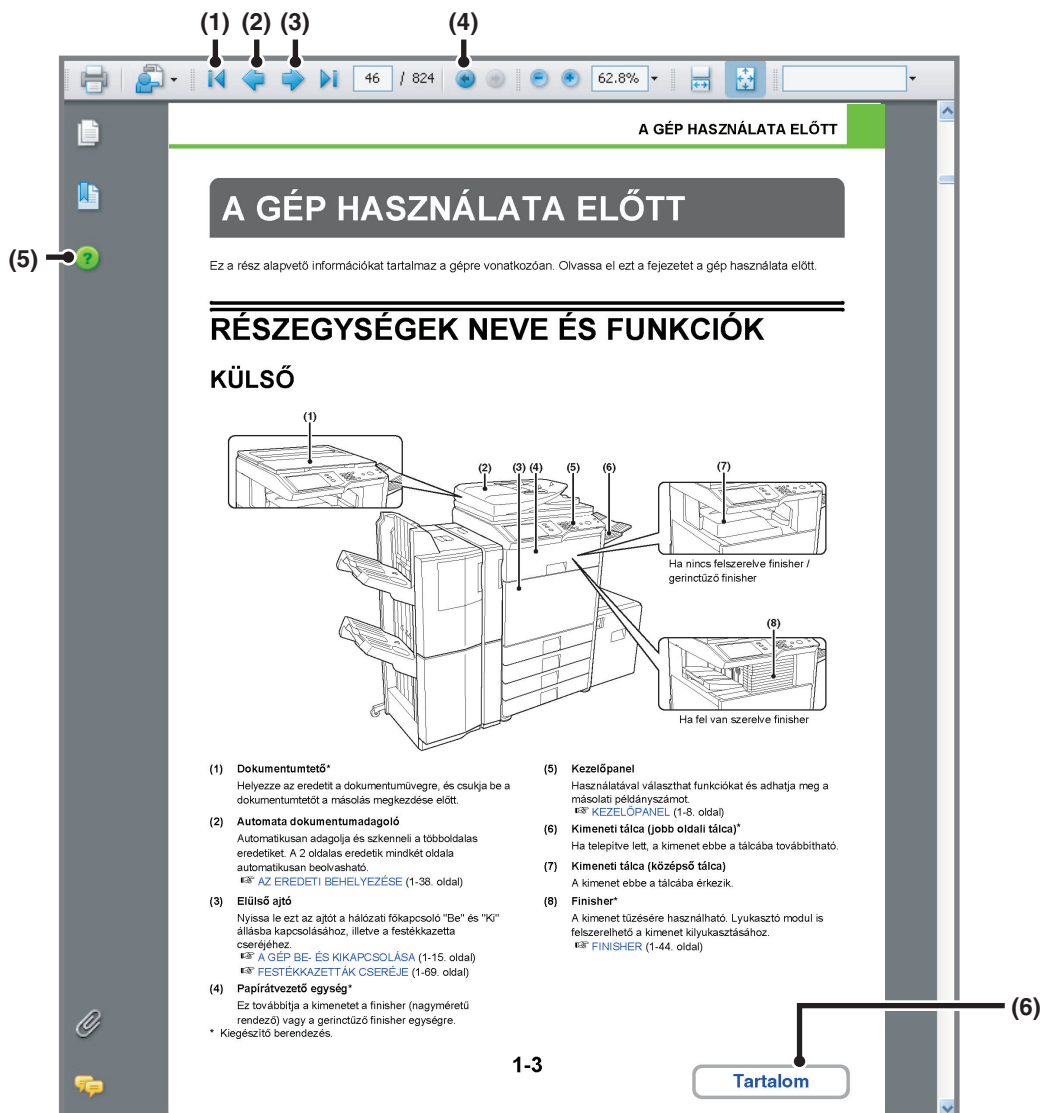 (1) (2) (3) (4)
46 / 824 62.8%
A GÉP HASZNÁLATA ELŐTT
A GÉP HASZNÁLATA ELŐTT
(5)
?
Ez a rész alapvető információkat tartalmaz a gépre vonatkozóan. Olvassa el ezt a fejezetet a gép használata előtt.
RÉSZEGYSÉGEK NEVE ÉS FUNKCIÓK
KÜLSŐ
(1)
(2) (3) (4) (5) (6) (7)
Ha nincs felszerelve finisher /
gerinctűző finisher
(8)
Ha fel van szerelve finisher
(1) Dokumentumtető*
Helyezze az eredetit a dokumentumüvegre, és csukja be a
dokumentumtetőt a másolás megkezdése előtt.
(2) Automata dokumentumadagoló
Automatikusan adagolja és szkenneli a többoldalas
eredetiket. A 2 oldalas eredetik mindkét oldala
automatikusan beolvasható.
☞ AZ EREDETI BEHELYEZÉSE (1-38. oldal)
(3) Elülső ajtó
Nyissa le ezt az ajtót a hálózati főkapcsoló "Be" és "Ki"
állásba kapcsolásához, illetve a festékkazetta
cseréjéhez.
☞ A GÉP BE- ÉS KIKAPCSOLÁSA (1-15. oldal)
☞ FESTÉKKAZETTÁK CSERÉJE (1-69. oldal)
(4) Papírátvezető egység*
Ez továbbítja a kimenetet a finisher (nagyméretű
rendező) vagy a gerinctűző finisher egységre.
* Kiegészítő berendezés.
(5) Kezelőpanel
Használatával választhat funkciókat és adhatja meg a
másolati példányszámot.
☞ KEZELŐPANEL (1-8. oldal)
(6) Kimeneti tálca (jobb oldali tálca)*
Ha telepítve lett, a kimenet ebbe a tálcába továbbítható.
(7) Kimeneti tálca (középső tálca)
A kimenet ebbe a tálcába érkezik.
(8) Finisher*
A kimenet tűzésére használható. Lyukasztó modul is
felszerelhető a kimenet kilyukasztásához.
☞ FINISHER (1-44. oldal)
(6)
1-3
Tartalom